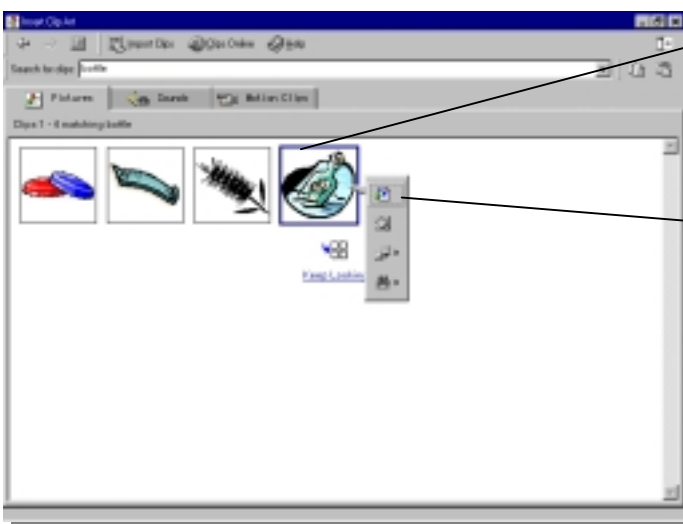 Insert Clip Art
Import Clips Clips Online Help
Search for clips: bottle
Pictures Sounds Motion Clips
Clips 1 - 4 matching bottle
Keep Looking